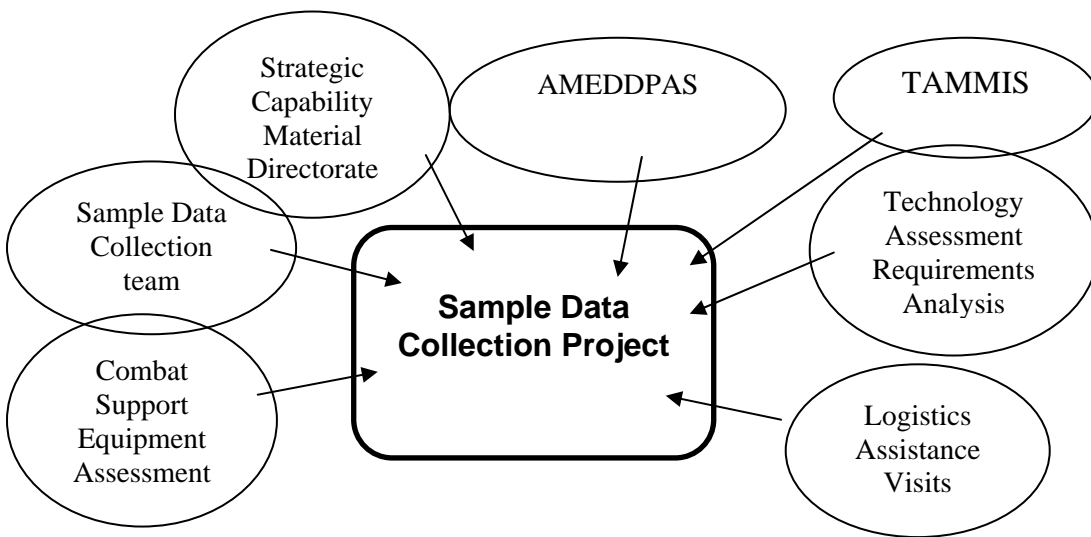 Strategic
Capability
Material
Directorate
AMEDDPAS
TAMMIS
Sample Data
Collection
team
Technology
Assessment
Requirements
Analysis
Sample Data
Collection Project
Combat
Support
Equipment
Assessment
Logistics
Assistance
Visits